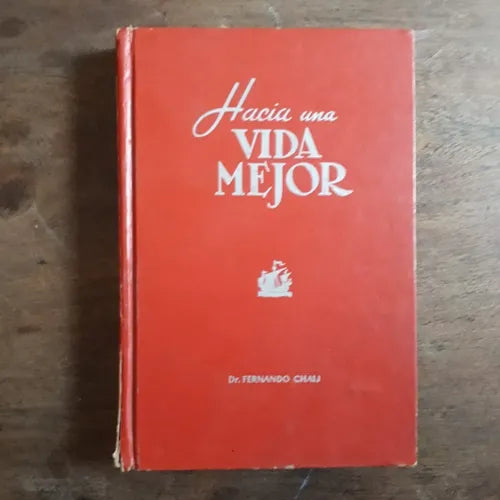 Hacia una
VIDA
MEJOR
Dr. FERNANDO CHAIJ